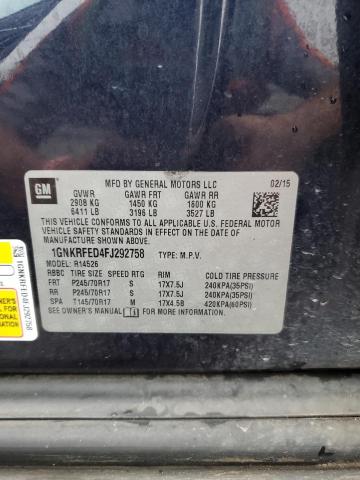 GM
MFD BY GENERAL MOTORS LLC 02/15
GVWR GAWR FRT GAWR RR
2908 KG 1450 KG 1600 KG
6411 LB 3196 LB 3527 LB
THIS VEHICLE CONFORMS TO ALL APPLICABLE U.S. FEDERAL MOTOR
VEHICLE SAFETY STANDARDS IN EFFECT ON THE DATE OF
MANUFACTURE SHOWN ABOVE.
1GNKRFED4FJ292758 TYPE: M.P.V.
MODEL: R14526
RBBC TIRE SIZE SPEED RTG RIM COLD TIRE PRESSURE
FRT P245/70R17 S 17X7.5J 240KPA(35PSI)
RR P245/70R17 S 17X7.5J 240KPA(35PSI)
SPA T145/70R17 M 17X4.5B 420KPA(60PSI)
SEE OWNER'S MANUAL FOR MORE INFORMATION.
1GNKRFED4FJ292758
OWNER'S
MANUAL
ADDITIONAL